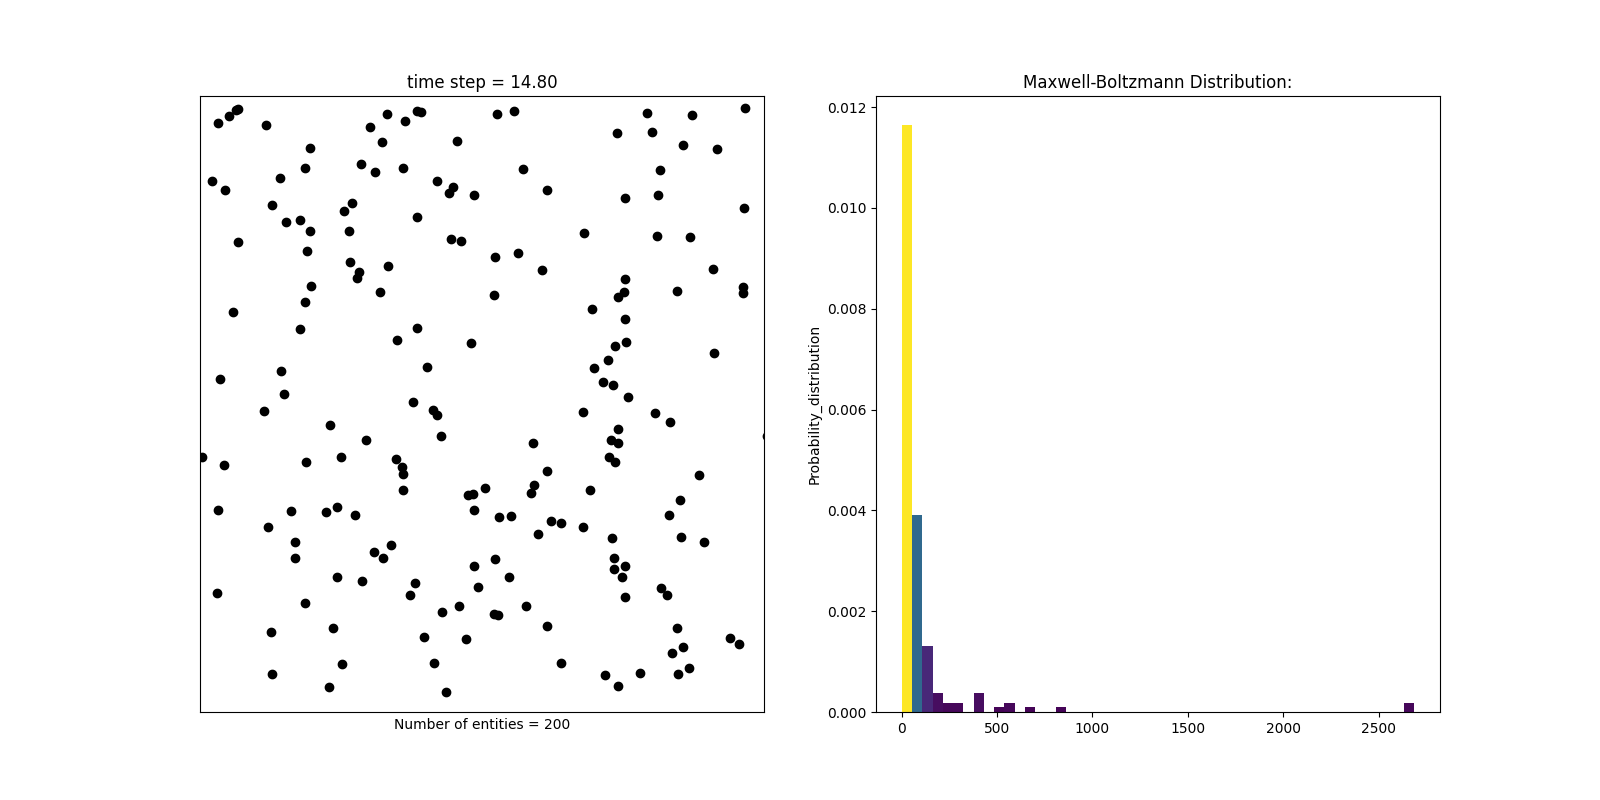 time step = 14.80
Number of entities = 200
Maxwell-Boltzmann Distribution:
Probability_distribution
0.012
0.010
0.008
0.006
0.004
0.002
0.000
0 500 1000 1500 2000 2500